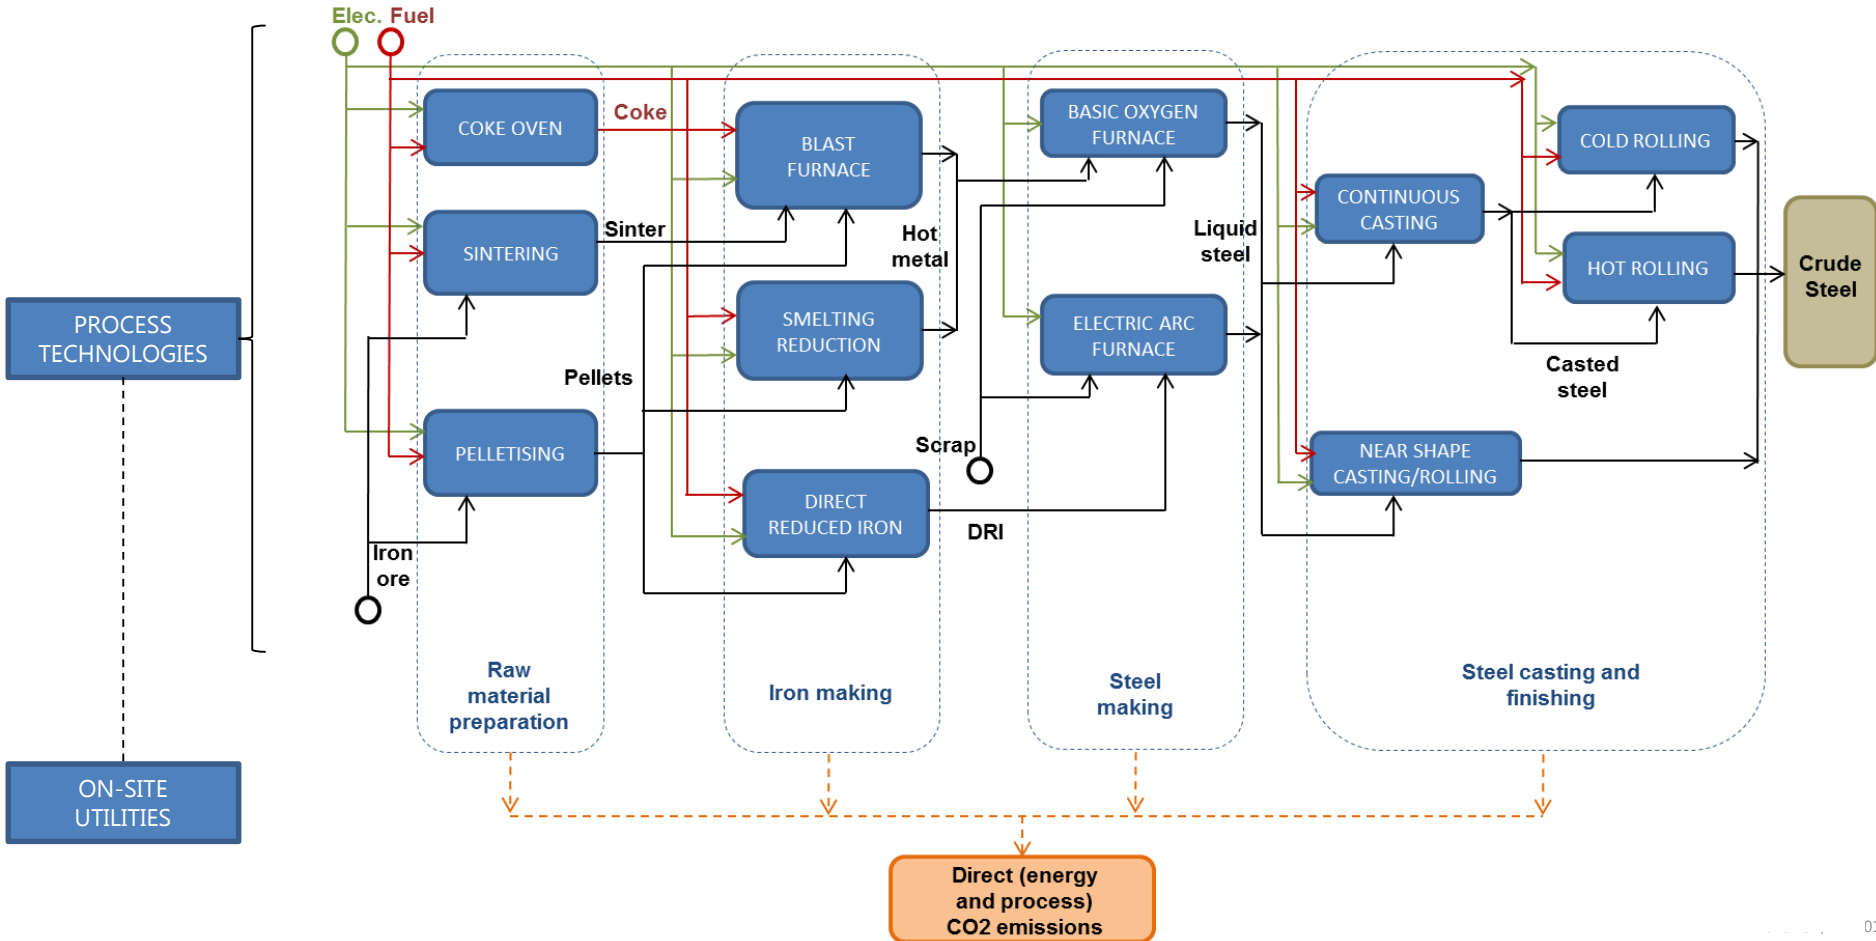 Elec. Fuel
COKE OVEN
Coke
BLAST
FURNACE
BASIC OXYGEN
FURNACE
COLD ROLLING
CONTINUOUS
CASTING
SINTERING
Sinter
Hot
metal
Liquid
steel
HOT ROLLING
Crude
Steel
PROCESS
TECHNOLOGIES
SMELTING
REDUCTION
ELECTRIC ARC
FURNACE
Pellets
Casted
steel
PELLETISING
Scrap
NEAR SHAPE
CASTING/ROLLING
DIRECT
REDUCED IRON
DRI
Iron
ore
Raw
material
preparation
Iron making
Steel
making
Steel casting and
finishing
ON-SITE
UTILITIES
Direct (energy
and process)
CO2 emissions